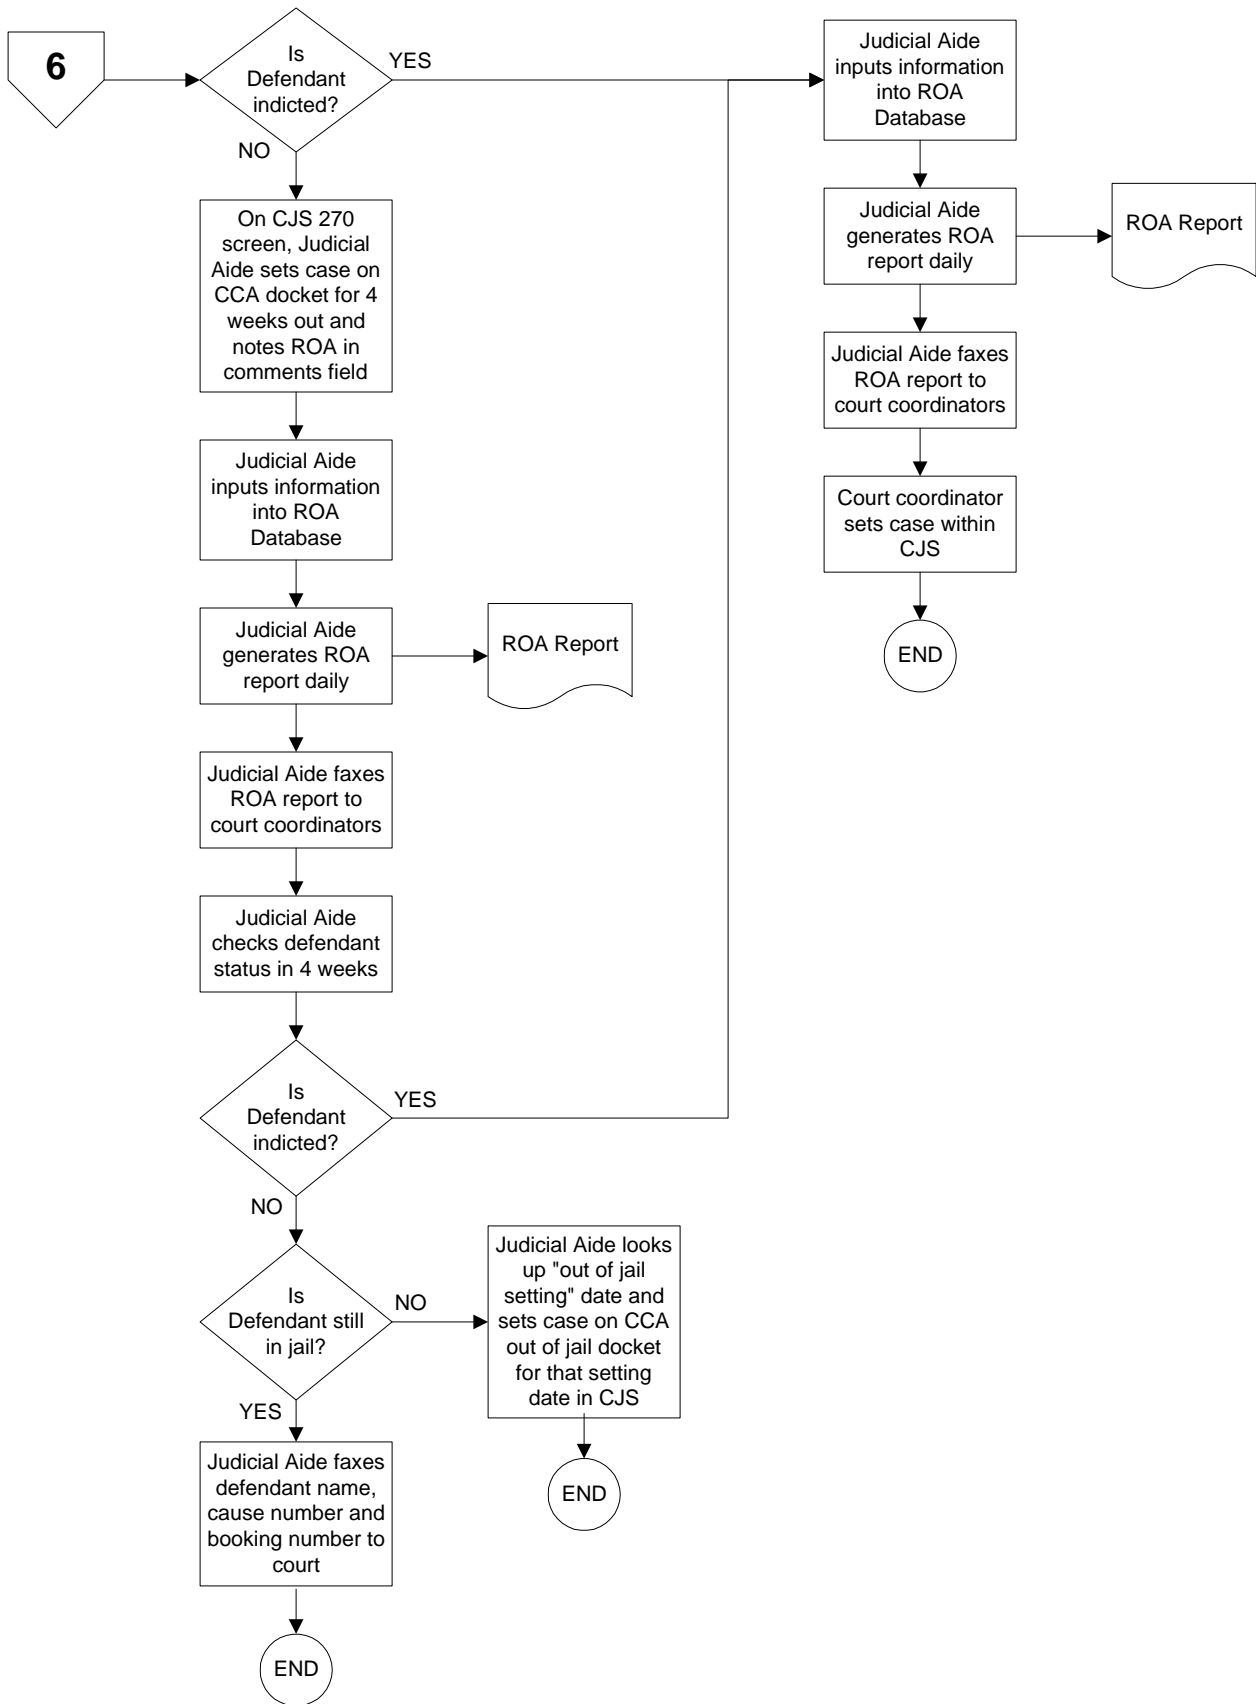 6
Is
Defendant
indicted?
YES
NO
On CJS 270
screen, Judicial
Aide sets case on
CCA docket for 4
weeks out and
notes ROA in
comments field
Judicial Aide
inputs information
into ROA
Database
Judicial Aide
generates ROA
report daily
ROA Report
Judicial Aide faxes
ROA report to
court coordinators
Judicial Aide
checks defendant
status in 4 weeks
Is
Defendant
indicted?
YES
NO
Is
Defendant still
in jail?
NO
YES
Judicial Aide looks
up "out of jail
setting" date and
sets case on CCA
out of jail docket
for that setting
date in CJS
END
Judicial Aide faxes
defendant name,
cause number and
booking number to
court
END
Judicial Aide
inputs information
into ROA
Database
Judicial Aide
generates ROA
report daily
ROA Report
Judicial Aide faxes
ROA report to
court coordinators
Court coordinator
sets case within
CJS
END